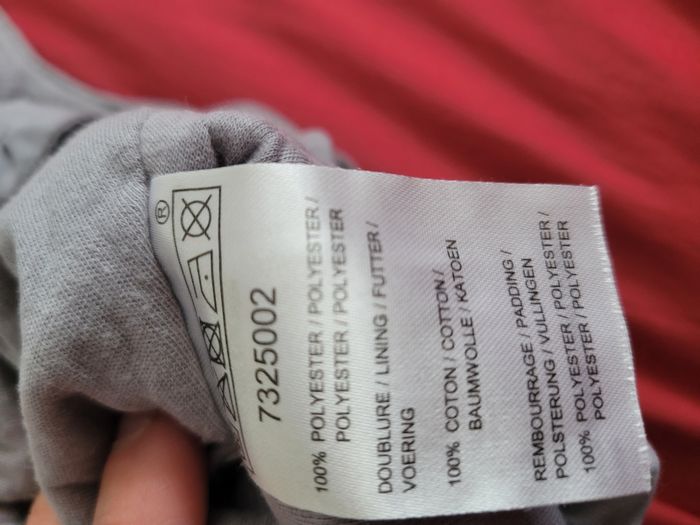 ®
7325002
100% POLYESTER / POLYESTER /
POLYESTER / POLYESTER
DOUBLURE / LINING / FUTTER /
VOERING
100% COTON / COTTON /
BAUMWOLLE / KATOEN
REMBOURRAGE / PADDING /
POLSTERUNG / VULLINGEN
100% POLYESTER / POLYESTER /
POLYESTER / POLYESTER